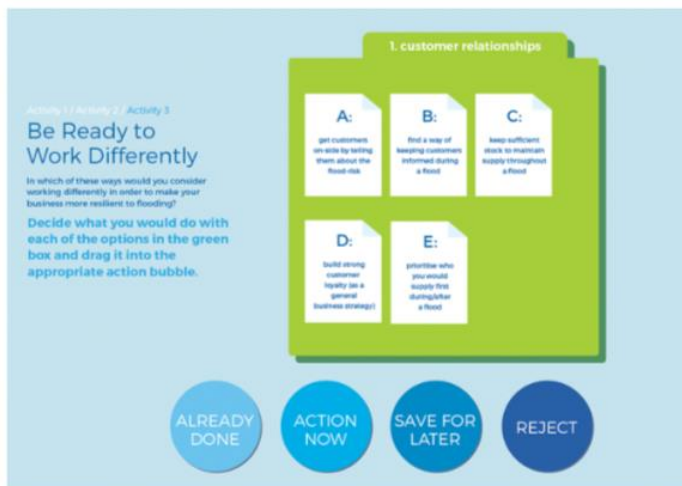 Activity 1 / Activity 2 / Activity 3
Be Ready to
Work Differently
In which of these ways would you consider
working differently in order to make your
business more resilient to flooding?
Decide what you would do with
each of the options in the green
box and drag it into the
appropriate action bubble.
1. customer relationships
A:
get customers
on-side by telling
them about the
flood-risk
B:
find a way of
keeping customers
informed during
a flood
C:
keep sufficient
stock to maintain
supply throughout
a flood
D:
build strong
customer
loyalty (as a
general
business strategy)
E:
prioritise who
you would
supply first
during/after
a flood
ALREADY
DONE
ACTION
NOW
SAVE FOR
LATER
REJECT